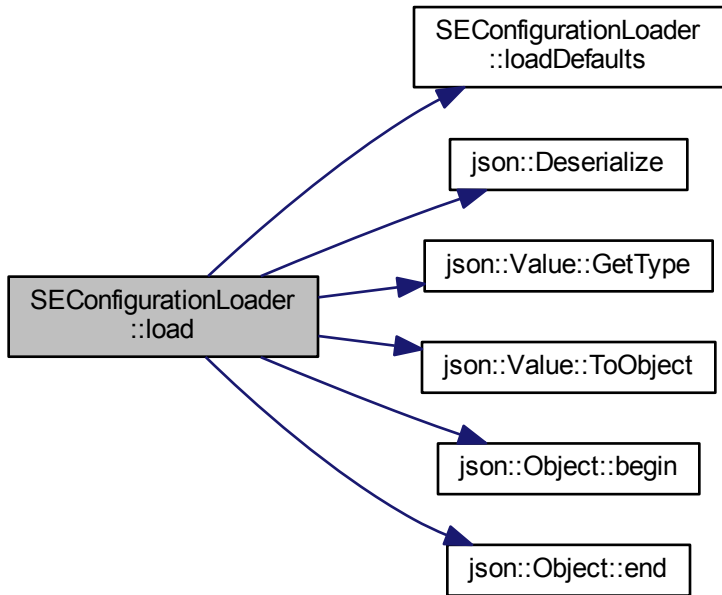 SEConfigurationLoader
::loadDefaults
json::Deserialize
json::Value::GetType
SEConfigurationLoader
::load
json::Value::ToObject
json::Object::begin
json::Object::end